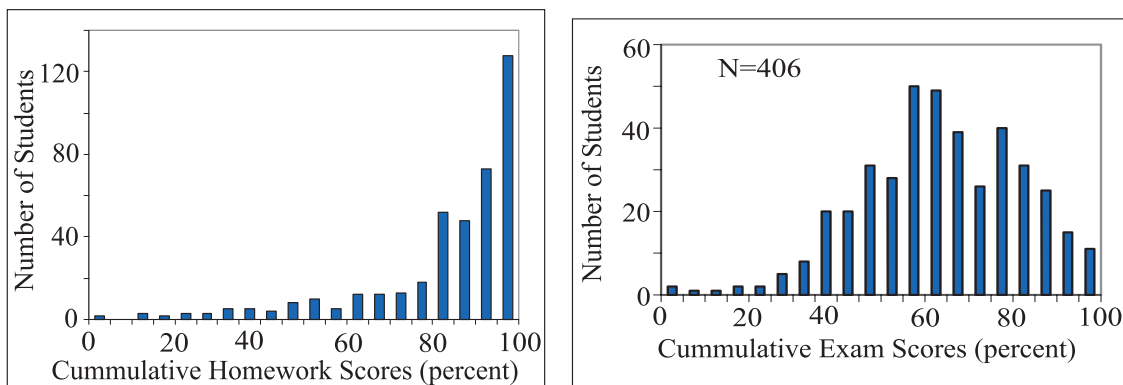 Number of Students
120
80
40
0
0 20 40 60 80 100
Cummulative Homework Scores (percent)
N=406
Number of Students
60
40
20
0
0 20 40 60 80 100
Cummulative Exam Scores (percent)